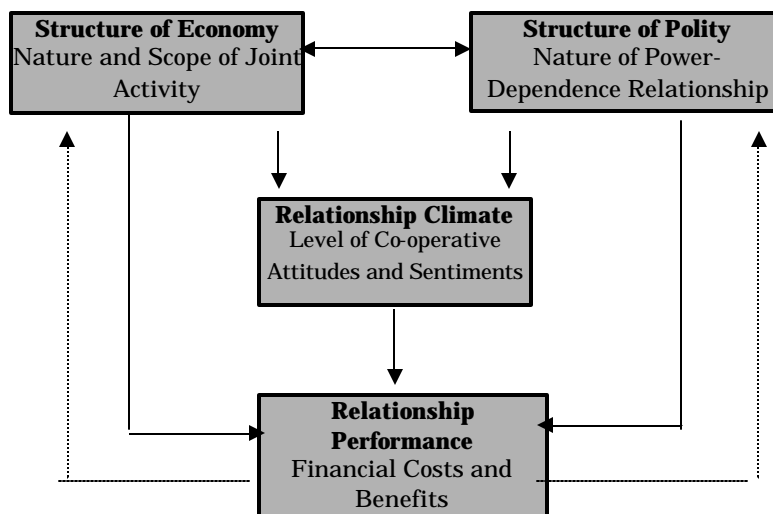 Structure of Economy
Nature and Scope of Joint
Activity
Structure of Polity
Nature of Power-
Dependence Relationship
Relationship Climate
Level of Co-operative
Attitudes and Sentiments
Relationship
Performance
Financial Costs and
Benefits